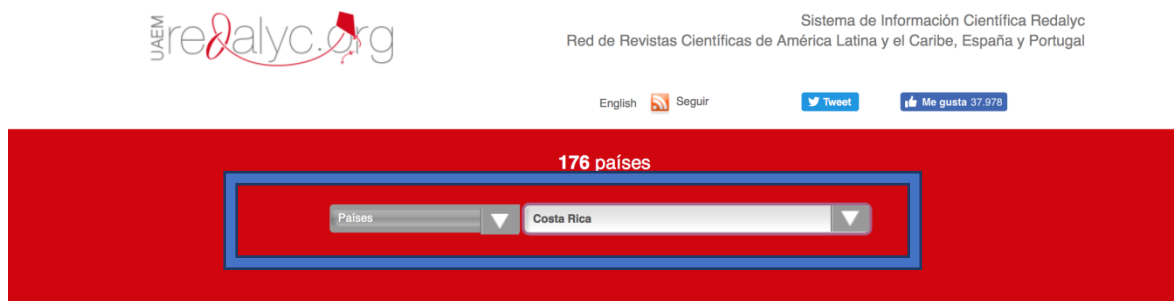 UAEM redalyc.org
Sistema de Información Científica Redalyc
Red de Revistas Científicas de América Latina y el Caribe, España y Portugal
English Seguir Tweet Me gusta 37.978
176 países
Países Costa Rica